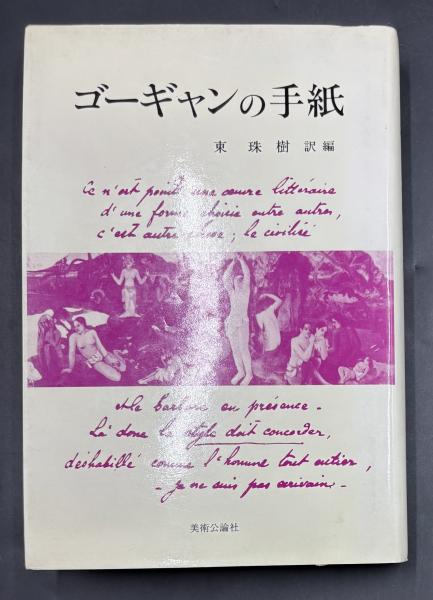 ゴーギャンの手紙
東 珠樹 訳編
Ce n'est point une œuvre littéraire
d'une forme choisie entre autres,
c'est autre chose; le civilisé
et le barbare en présence -
Là donc le style doit concorder,
déshabillé comme l'homme tout entier,
- Je ne suis pas écrivain -
美術公論社